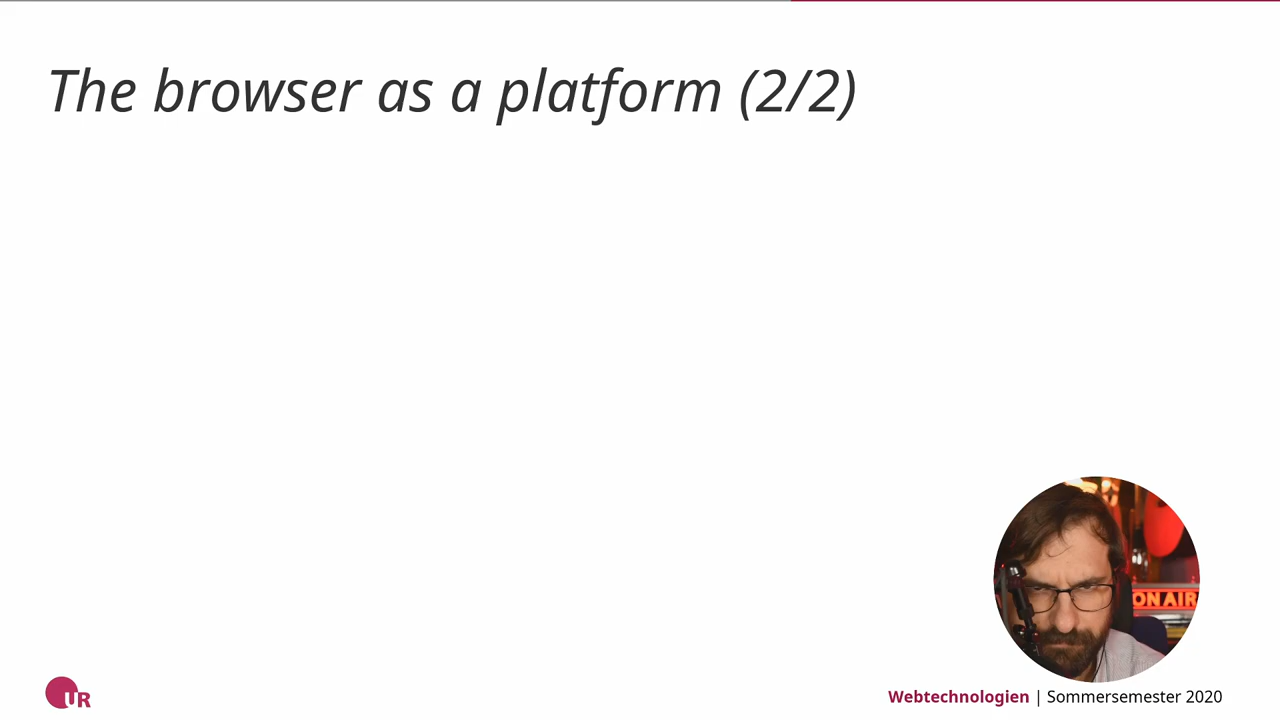 The browser as a platform (2/2)
ON AIR
UR
Webtechnologien | Sommersemester 2020